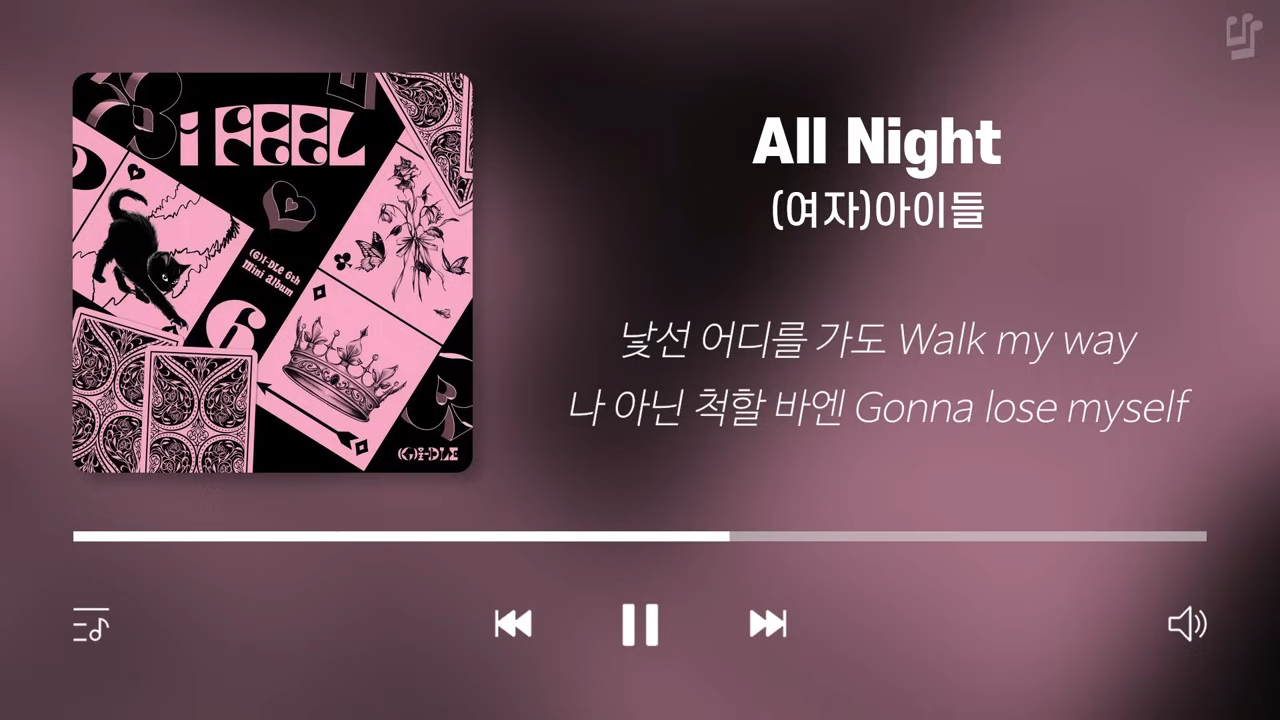 I FEEL
(G)I-DLE 6th
Mini Album
6
(G)I-DLE
All Night
(여자)아이들
낯선 어디를 가도 Walk my way
나 아닌 척할 바엔 Gonna lose myself